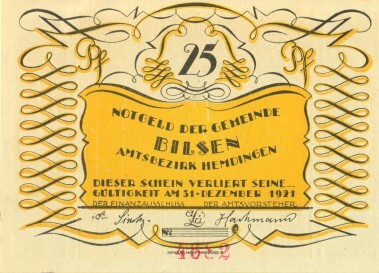 Pf 25 Pf
NOTGELD DER GEMEINDE
BILSEN
AMTSBEZIRK HEMDINGEN
DIESER SCHEIN VERLIERT SEINE
GÜLTIGKEIT AM 31·DEZEMBER 1921
DER FINANZAUSSCHUSS DER AMTSVORSTEHER
Hachmann
№